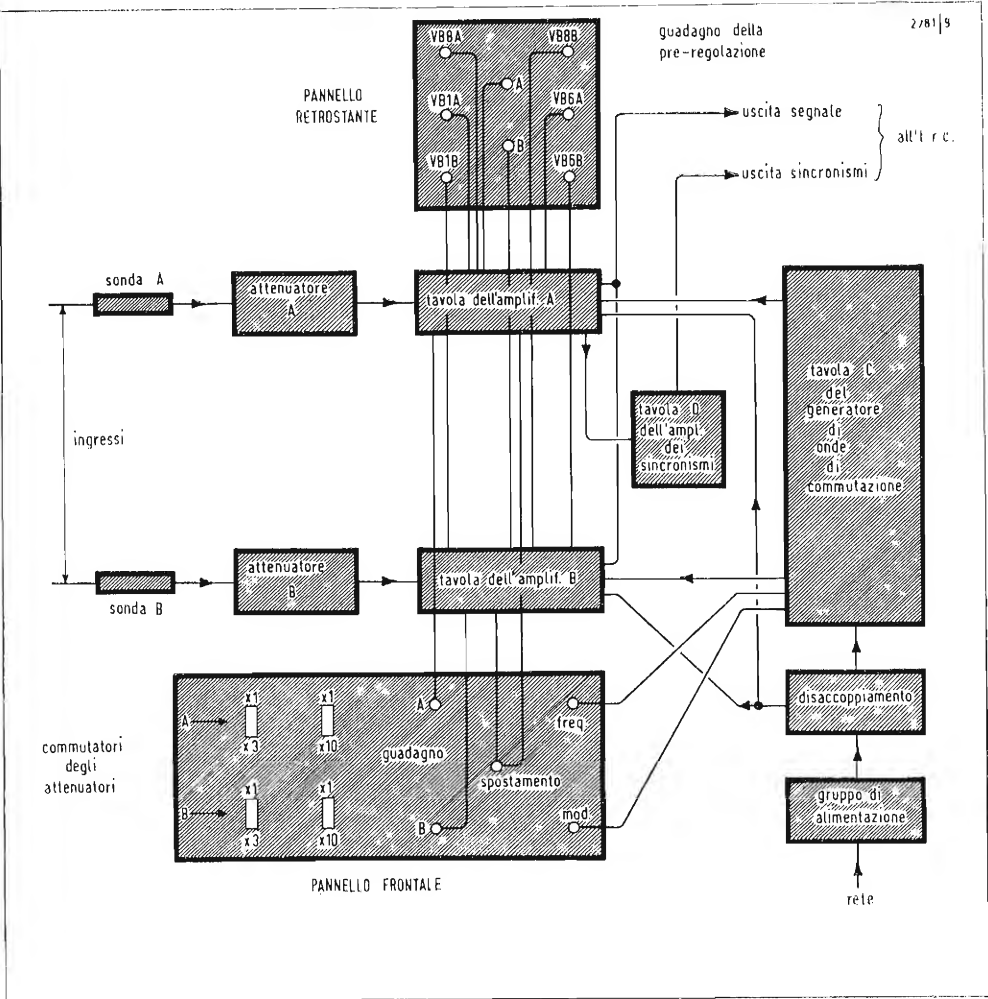 2781|9
guadagno della
pre-regolazione
PANNELLO
RETROSTANTE
VB8A
VB8B
A
VB1A
VB6A
B
VB1B
VB6B
uscita segnale
uscita sincronismi
all't.r.c.
sonda A
attenuatore
A
tavola dell'amplif. A
tavola D
dell'ampl.
dei
sincronismi
tavola C
del
generatore
di
onde
di
commutazione
ingressi
sonda B
attenuatore
B
tavola dell'amplif. B
disaccoppiamento
gruppo di
alimentazione
rete
commutatori
degli
attenuatori
A
x1
x3
x1
x10
B
x1
x3
x1
x10
A
guadagno
B
spostamento
freq.
mod.
PANNELLO FRONTALE